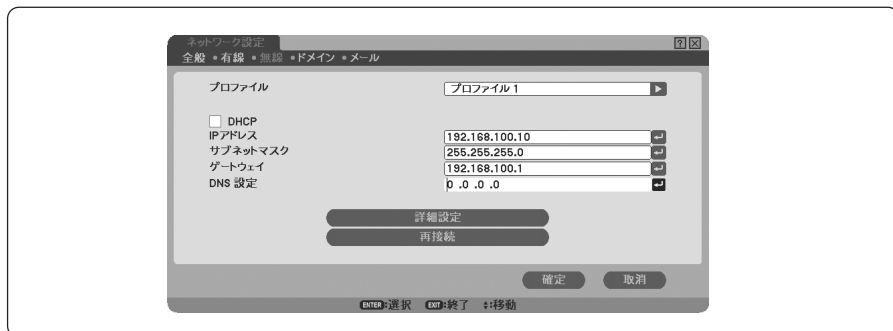 ネットワーク設定
全般 ●有線 ●無線 ●ドメイン ●メール
プロファイル プロファイル 1
DHCP
IPアドレス 192.168.100.10
サブネットマスク 255.255.255.0
ゲートウェイ 192.168.100.1
DNS 設定 0 .0 .0 .0
詳細設定
再接続
確定 取消
ENTER:選択 EXIT:終了 :移動